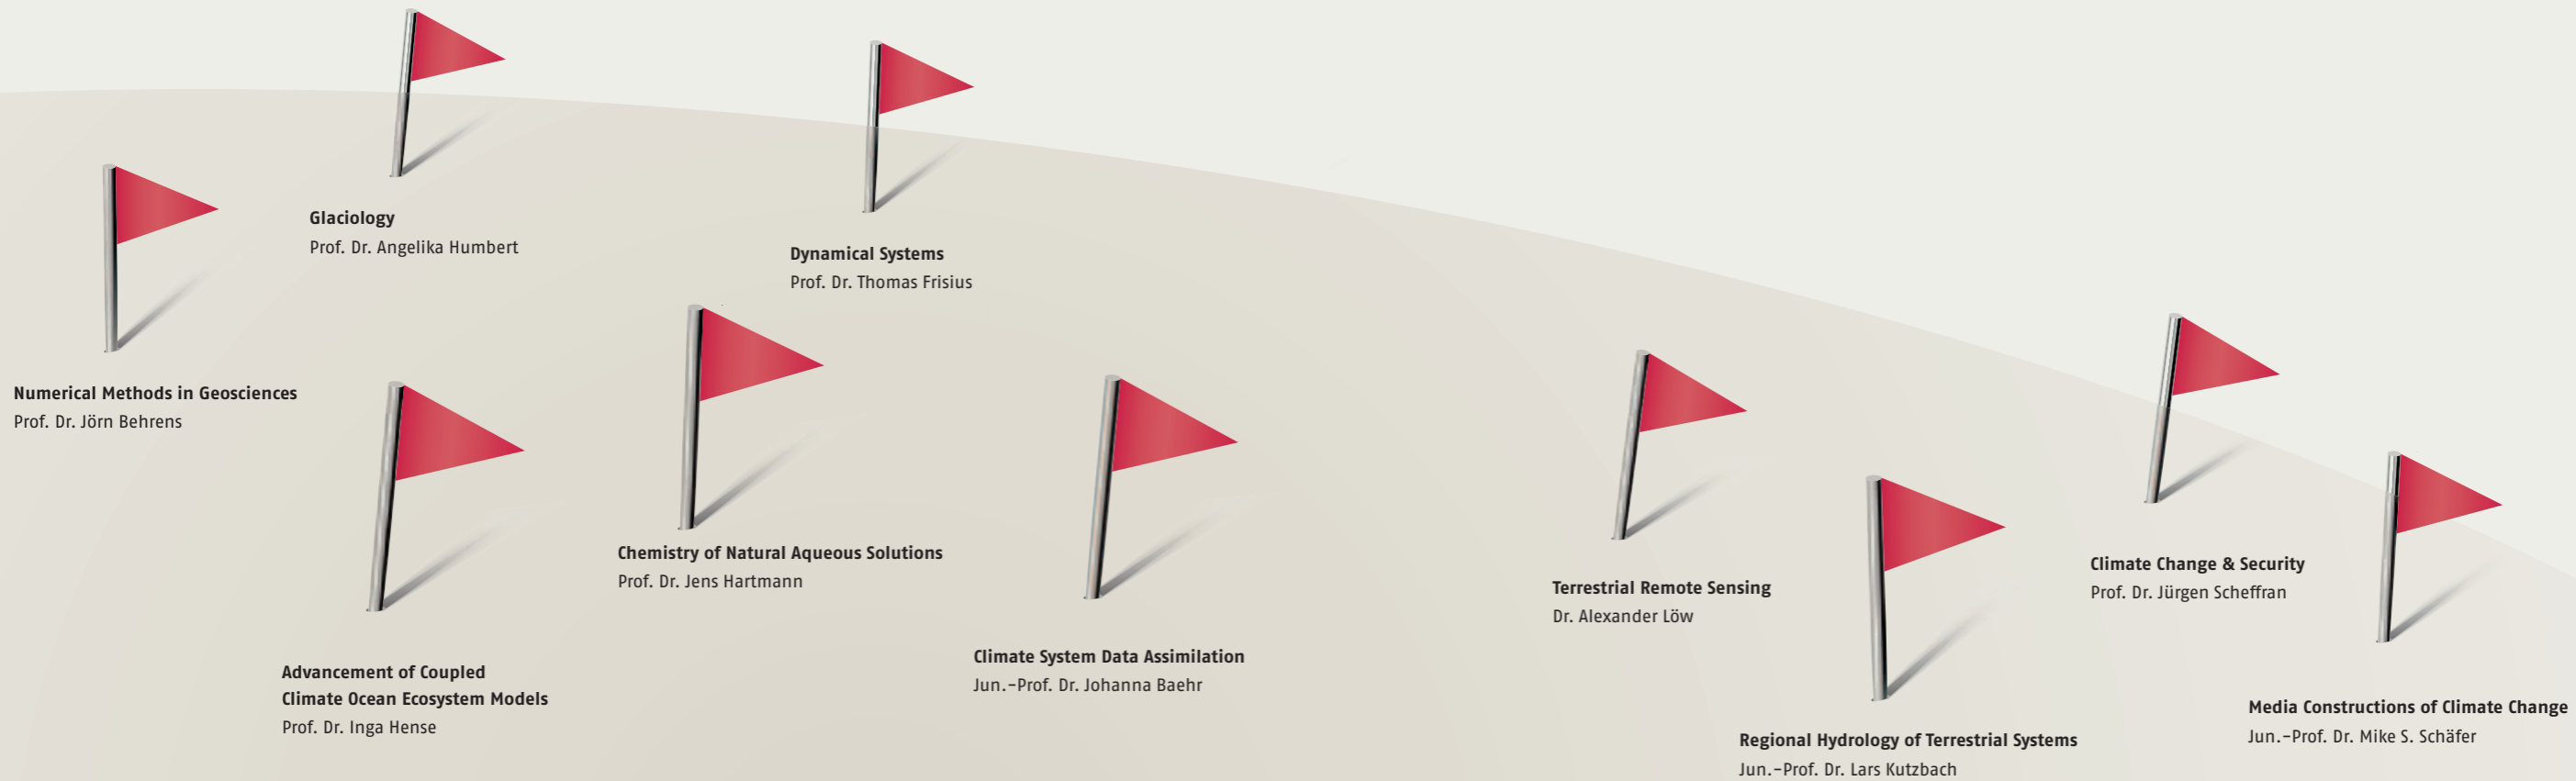 Glaciology
Prof. Dr. Angelika Humbert
Dynamical Systems
Prof. Dr. Thomas Frisius
Numerical Methods in Geosciences
Prof. Dr. Jörn Behrens
Chemistry of Natural Aqueous Solutions
Prof. Dr. Jens Hartmann
Advancement of Coupled
Climate Ocean Ecosystem Models
Prof. Dr. Inga Hense
Climate System Data Assimilation
Jun.-Prof. Dr. Johanna Baehr
Terrestrial Remote Sensing
Dr. Alexander Löw
Climate Change & Security
Prof. Dr. Jürgen Scheffran
Regional Hydrology of Terrestrial Systems
Jun.-Prof. Dr. Lars Kutzbach
Media Constructions of Climate Change
Jun.-Prof. Dr. Mike S. Schäfer